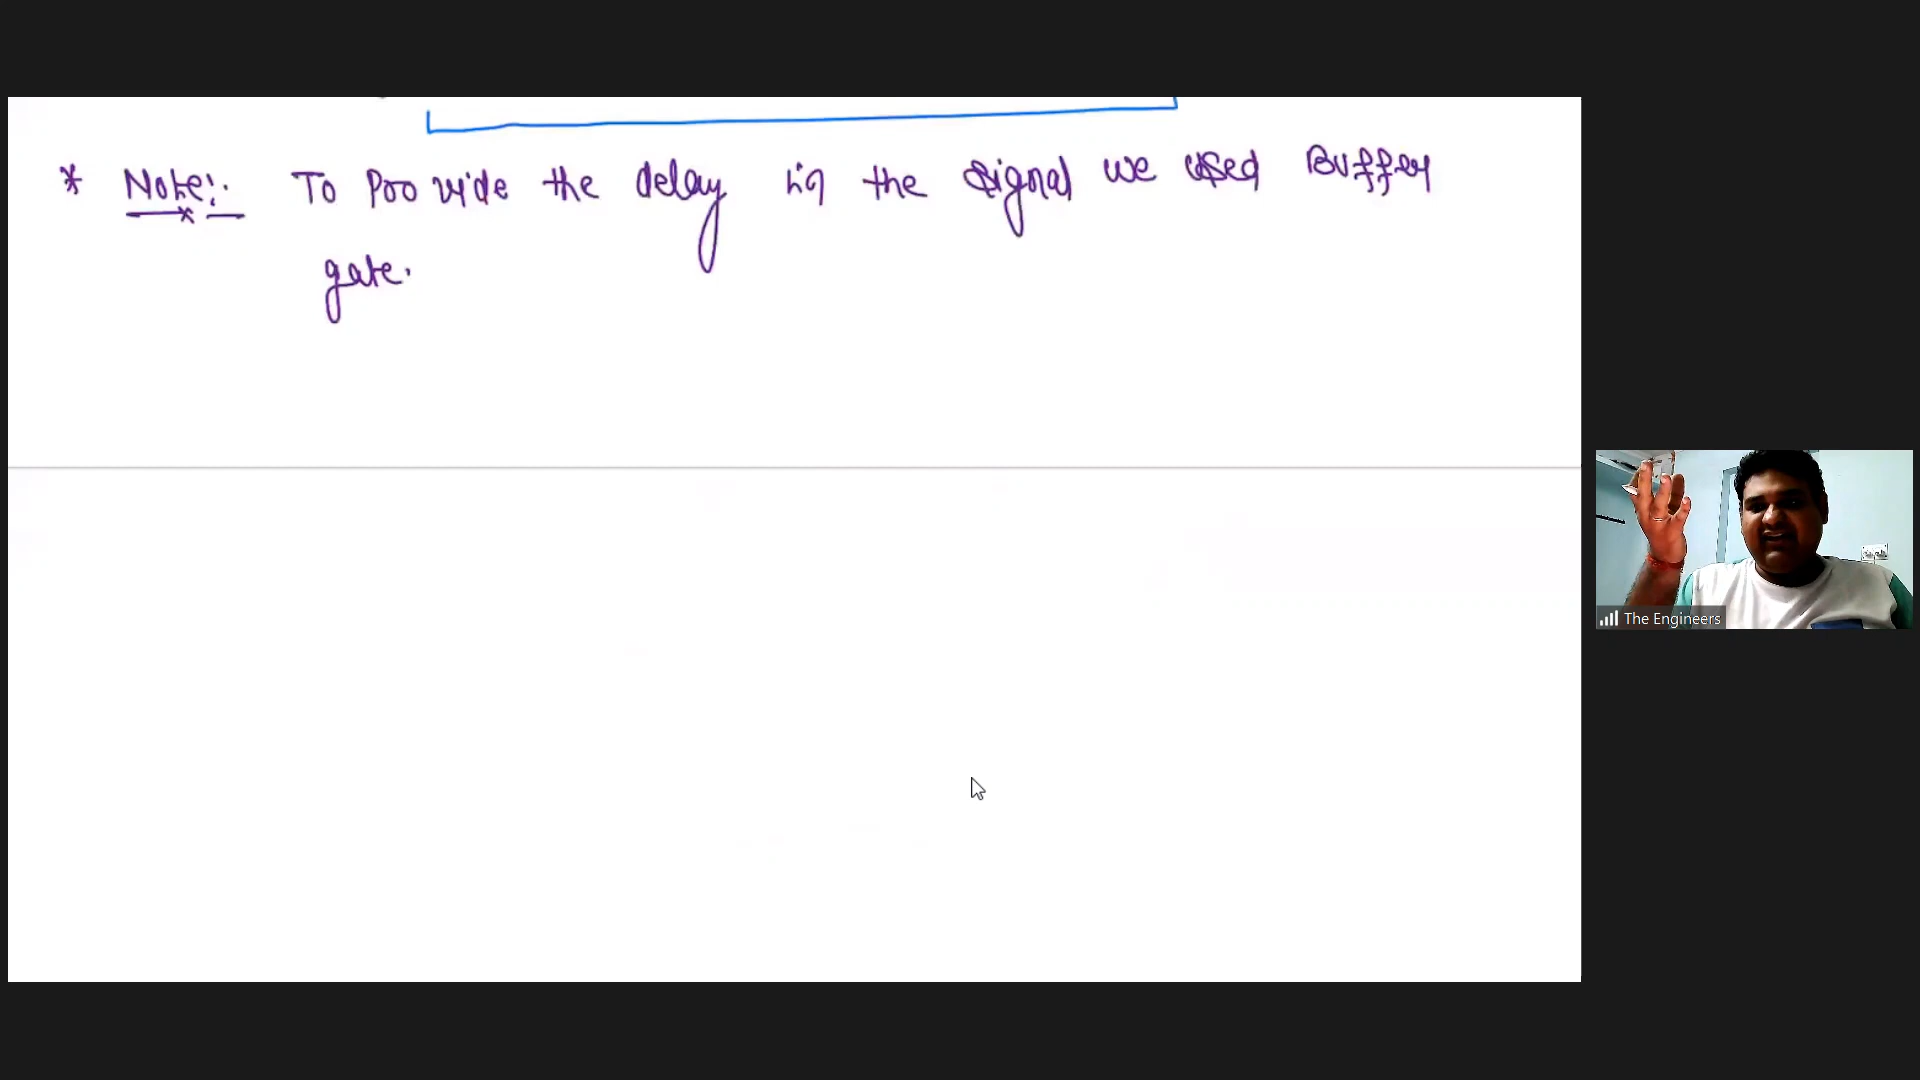 * Note:- To Provide the delay in the signal we used Buffer
gate.
The Engineers